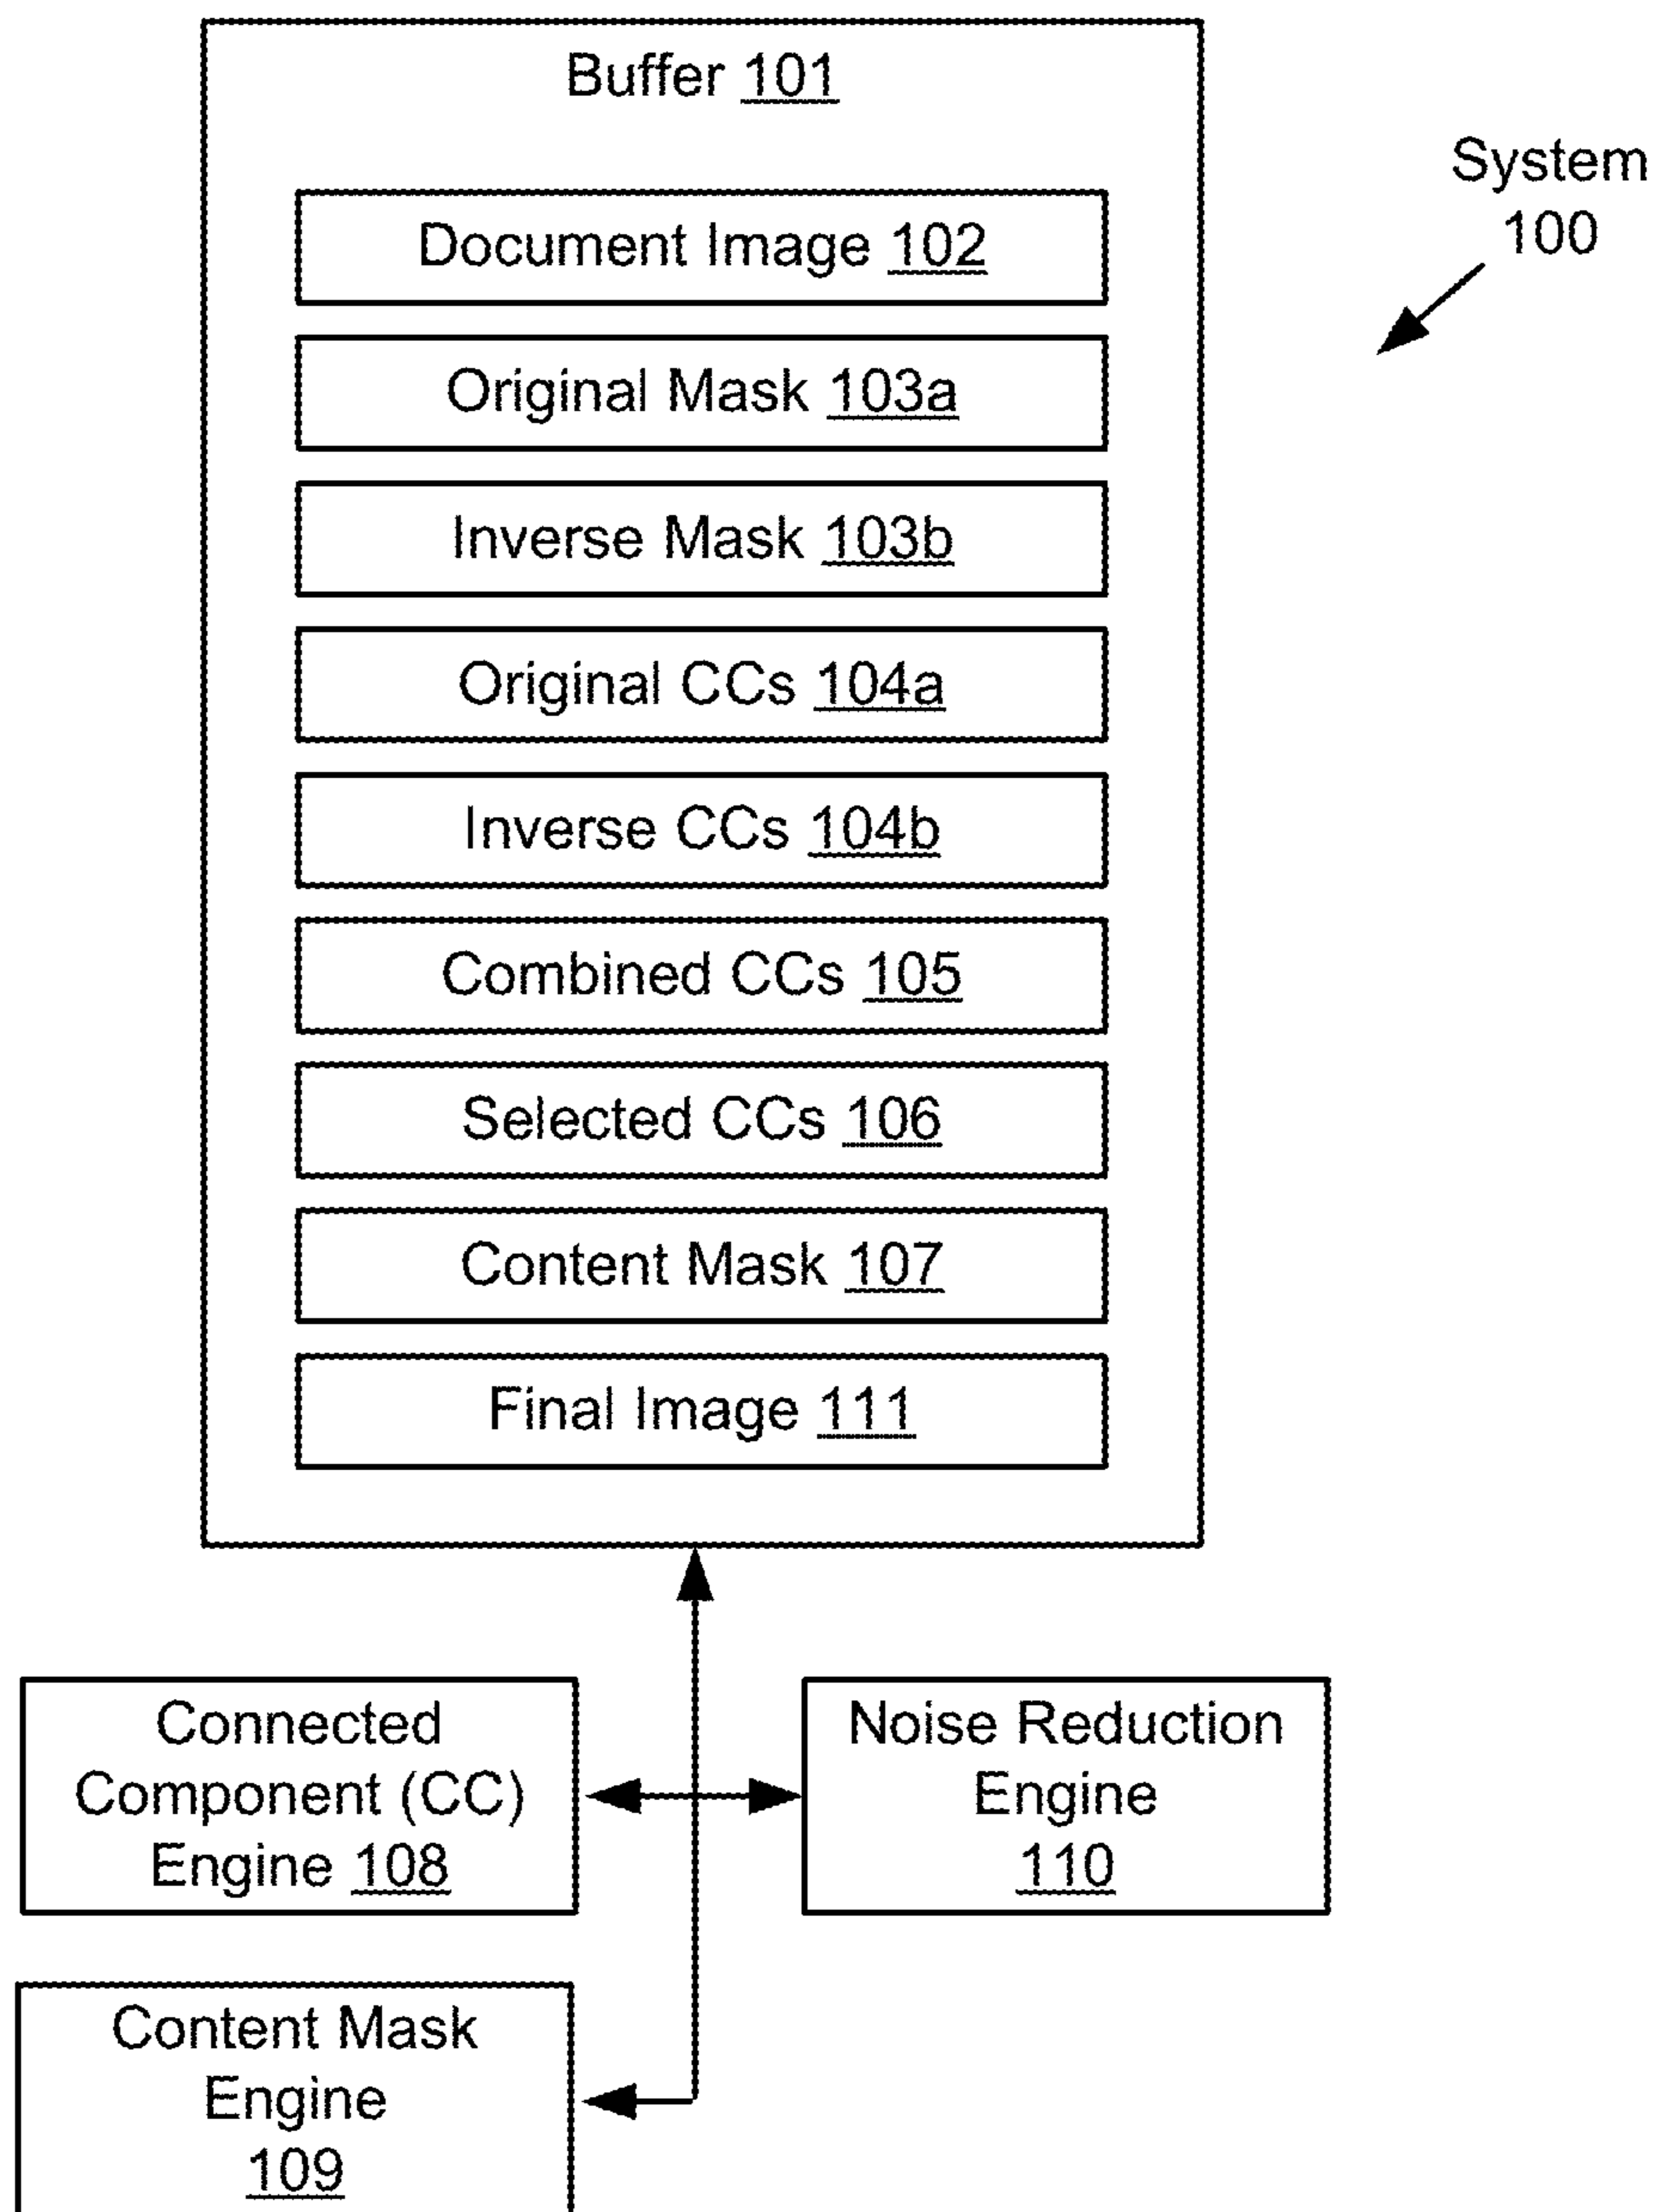 Buffer 101
System
100
Document Image 102
Original Mask 103a
Inverse Mask 103b
Original CCs 104a
Inverse CCs 104b
Combined CCs 105
Selected CCs 106
Content Mask 107
Final Image 111
Connected
Component (CC)
Engine 108
Noise Reduction
Engine
110
Content Mask
Engine
109